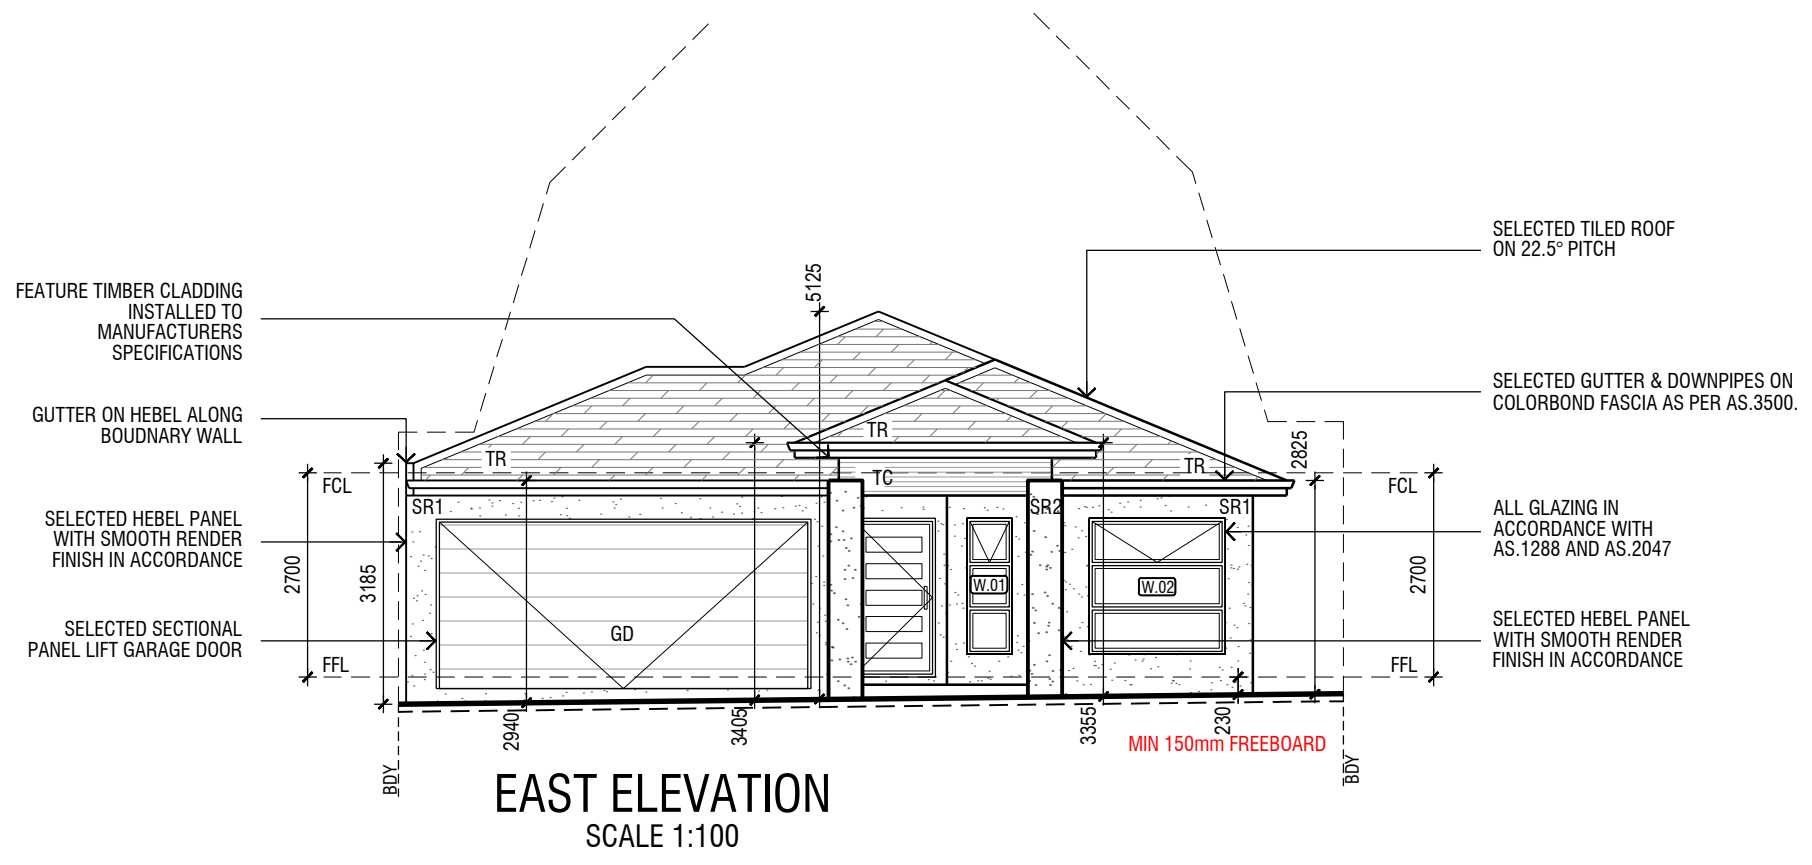 SELECTED TILED ROOF
ON 22.5° PITCH
5125
FEATURE TIMBER CLADDING
INSTALLED TO
MANUFACTURERS
SPECIFICATIONS
SELECTED GUTTER & DOWNPIPES ON
COLORBOND FASCIA AS PER AS.3500.
GUTTER ON HEBEL ALONG
BOUDNARY WALL
TR
TR
TR
TC
2825
FCL
FCL
SR1
SR2
SR1
SELECTED HEBEL PANEL
WITH SMOOTH RENDER
FINISH IN ACCORDANCE
ALL GLAZING IN
ACCORDANCE WITH
AS.1288 AND AS.2047
2700
3185
W.01
W.02
2700
SELECTED SECTIONAL
PANEL LIFT GARAGE DOOR
GD
SELECTED HEBEL PANEL
WITH SMOOTH RENDER
FINISH IN ACCORDANCE
FFL
FFL
2940
3405
3355
230
MIN 150mm FREEBOARD
BDY
BDY
EAST ELEVATION
SCALE 1:100